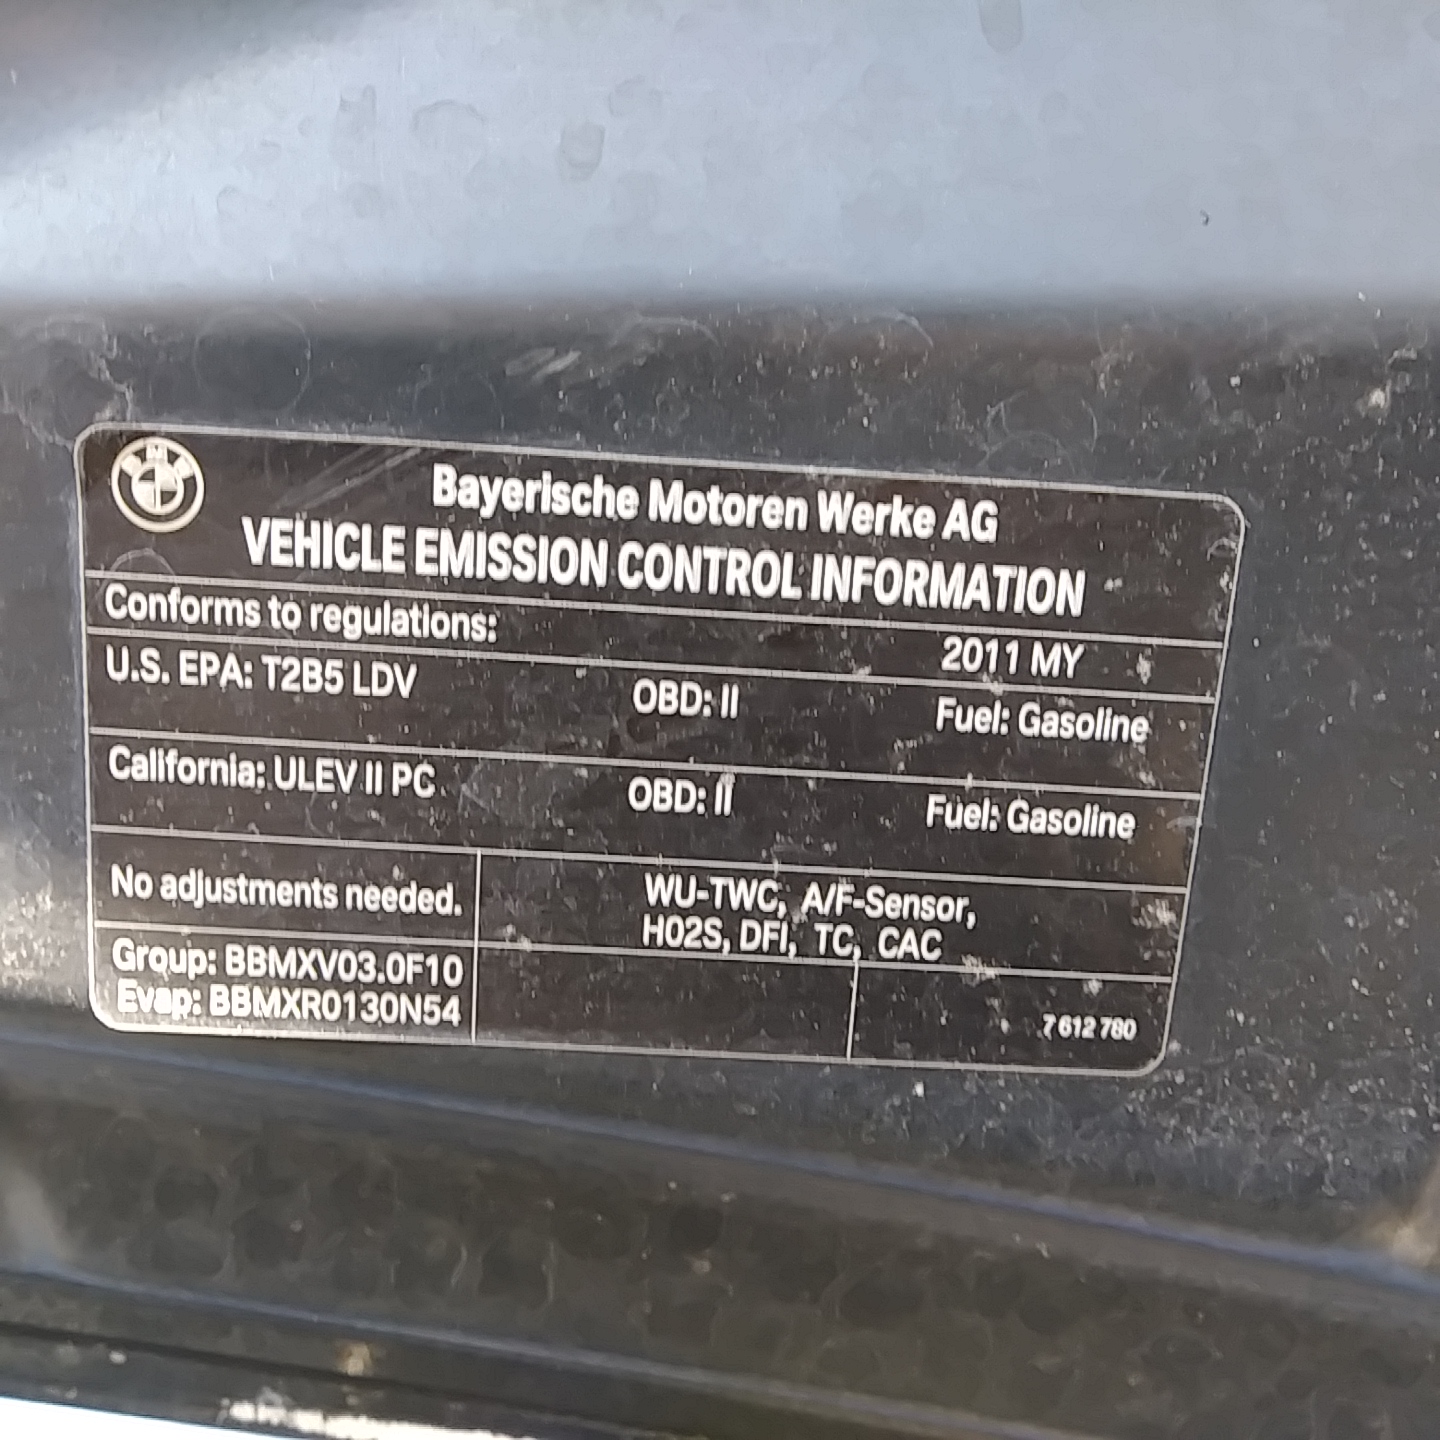 BMW
Bayerische Motoren Werke AG
VEHICLE EMISSION CONTROL INFORMATION
Conforms to regulations: 2011 MY
U.S. EPA: T2B5 LDV OBD: II Fuel: Gasoline
California: ULEV II PC OBD: II Fuel: Gasoline
No adjustments needed.
WU-TWC, A/F-Sensor,
HO2S, DFI, TC, CAC
Group: BBMXV03.0F10
Evap: BBMXR0130N54
7 612 780